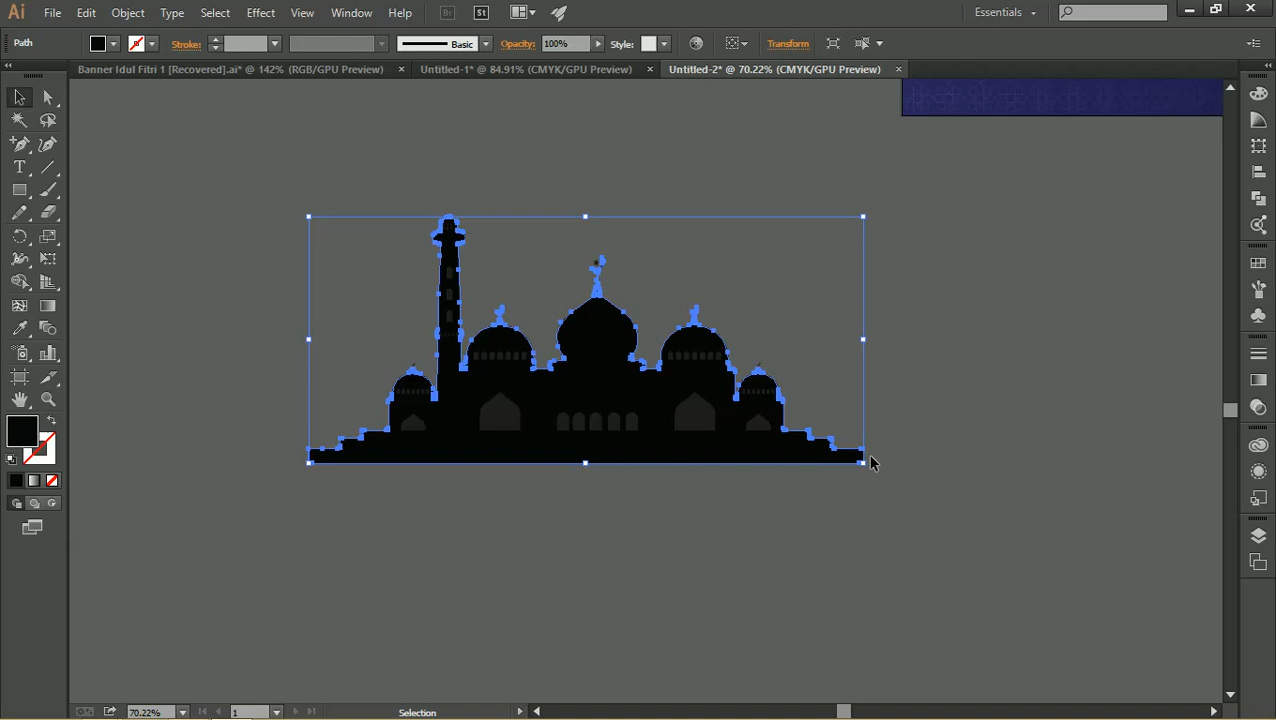 Ai File Edit Object Type Select Effect View Window Help Br St Essentials
Path Stroke: Basic Opacity: 100% Style: Transform
Banner Idul Fitri 1 [Recovered].ai* @ 142% (RGB/GPU Preview) × Untitled-1* @ 84.91% (CMYK/GPU Preview) × Untitled-2* @ 70.22% (CMYK/GPU Preview) ×
T
70.22% 1 Selection